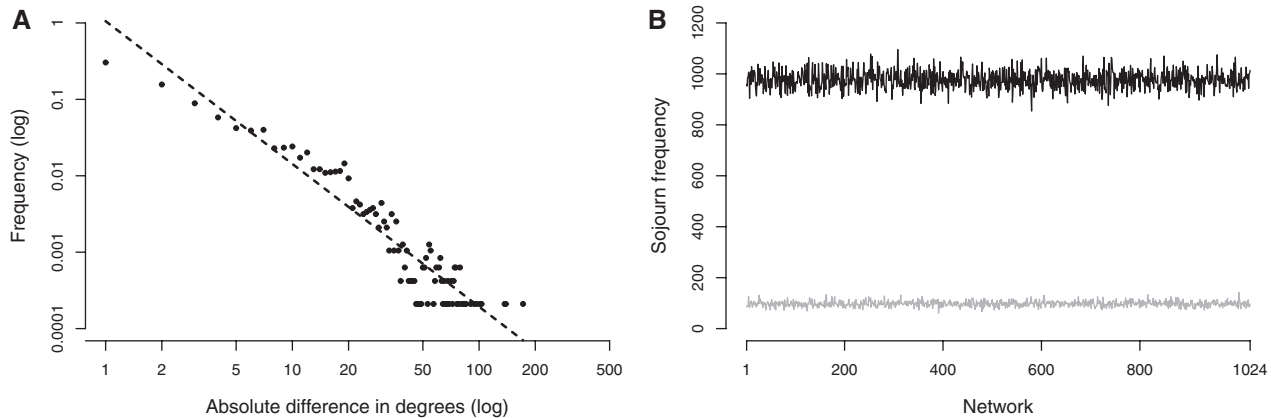 A
Frequency (log)
1
0.1
0.01
0.001
0.0001
1 2 5 10 20 50 100 200 500
Absolute difference in degrees (log)
B
Sojourn frequency
1200
1000
800
600
400
200
0
1 200 400 600 800 1024
Network